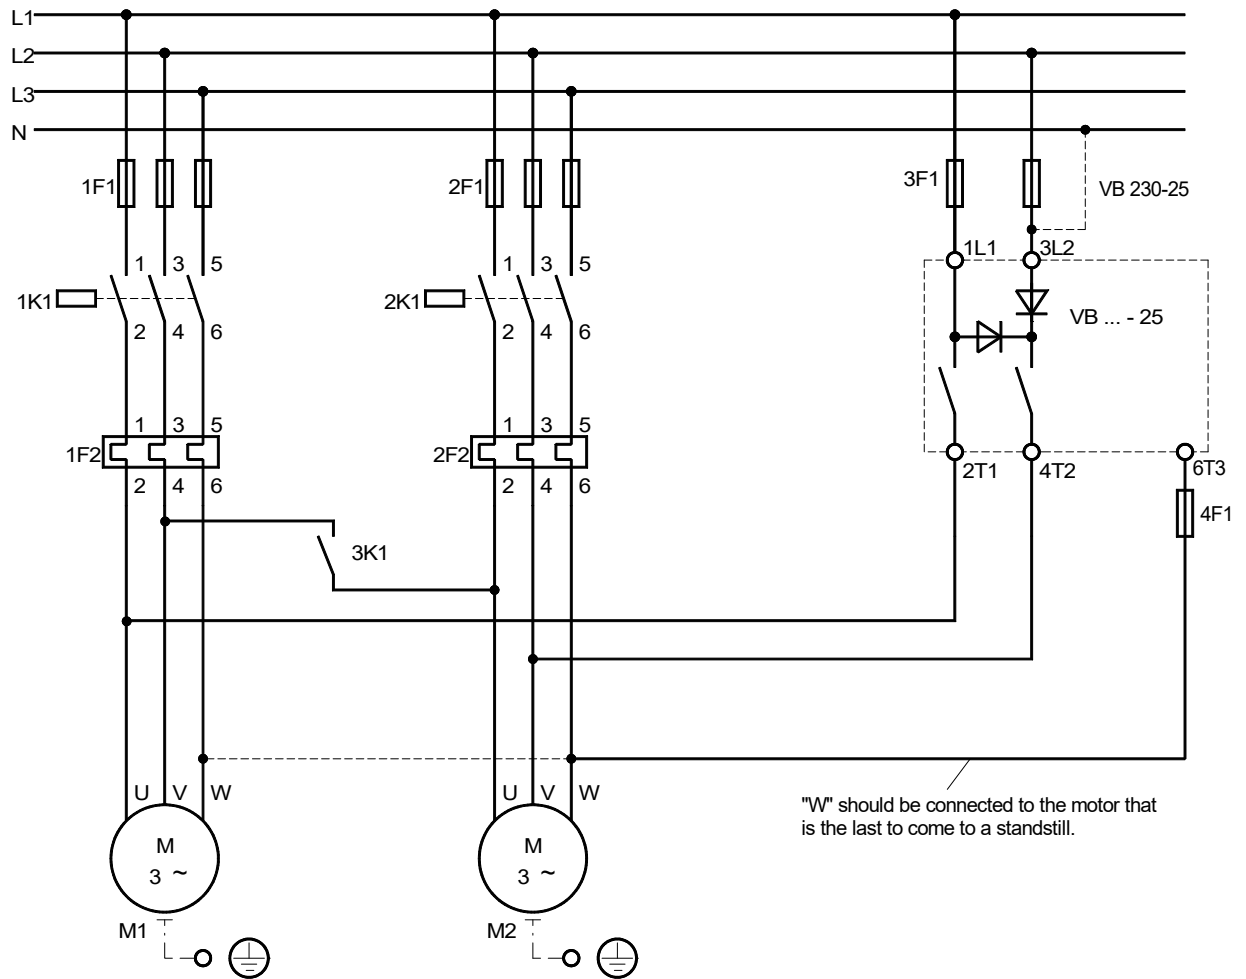 L1
L2
L3
N
1F1
2F1
3F1
VB 230-25
1L1
3L2
1 3 5
1 3 5
1K1
2K1
VB ... - 25
2 4 6
2 4 6
1 3 5
1 3 5
1F2
2F2
2T1
4T2
6T3
2 4 6
2 4 6
4F1
3K1
U V W
U V W
"W" should be connected to the motor that
is the last to come to a standstill.
M
3 ~
M
3 ~
M1
M2